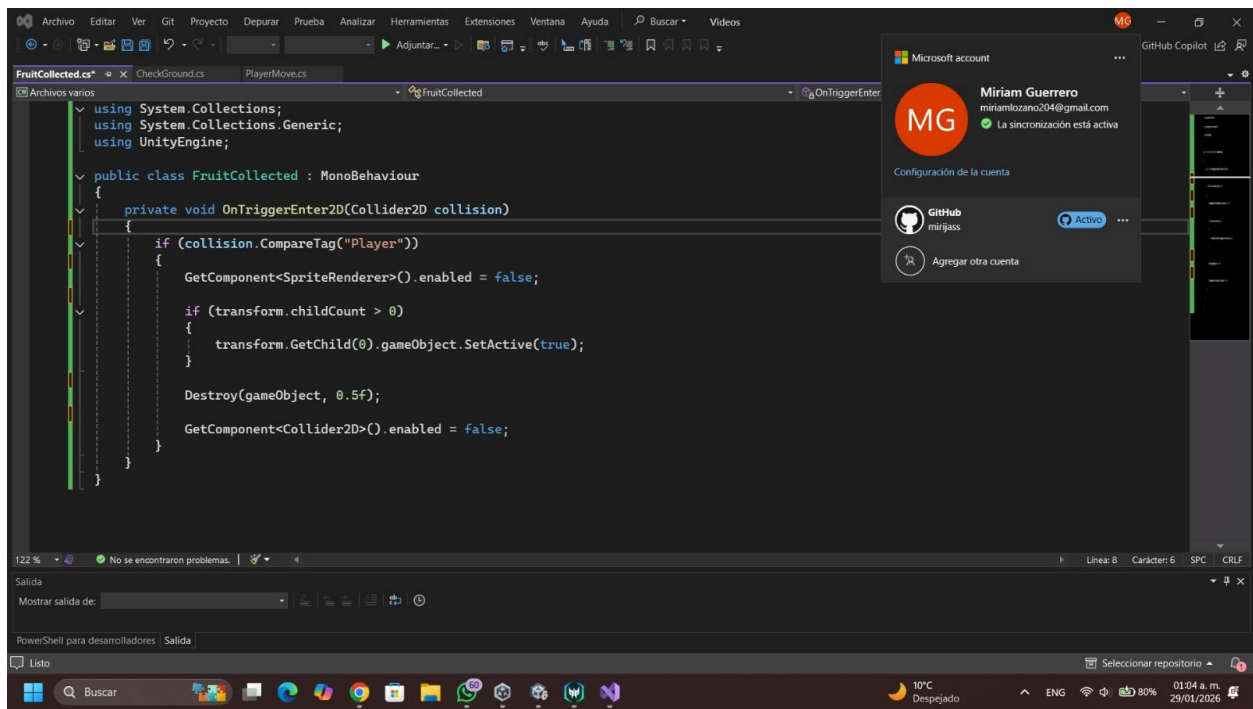 Archivo Editar Ver Git Proyecto Depurar Prueba Analizar Herramientas Extensiones Ventana Ayuda Buscar Videos MG
Adjuntar... GitHub Copilot
FruitCollected.cs* CheckGround.cs PlayerMove.cs
Archivos varios FruitCollected OnTriggerEnter
using System.Collections;
using System.Collections.Generic;
using UnityEngine;
public class FruitCollected : MonoBehaviour
{
private void OnTriggerEnter2D(Collider2D collision)
{
if (collision.CompareTag("Player"))
{
GetComponent<SpriteRenderer>().enabled = false;
if (transform.childCount > 0)
{
transform.GetChild(0).gameObject.SetActive(true);
}
Destroy(gameObject, 0.5f);
GetComponent<Collider2D>().enabled = false;
}
}
}
Microsoft account ...
MG
Miriam Guerrero
miriamlozano204@gmail.com
La sincronización está activa
Configuración de la cuenta
GitHub
mirijass
Activo ...
Agregar otra cuenta
122 % No se encontraron problemas. Línea: 8 Carácter: 6 SPC CRLF
Salida
Mostrar salida de:
PowerShell para desarrolladores Salida
Listo Seleccionar repositorio 1
Buscar 60 10°C Despejado ENG 80% 01:04 a. m.
29/01/2026